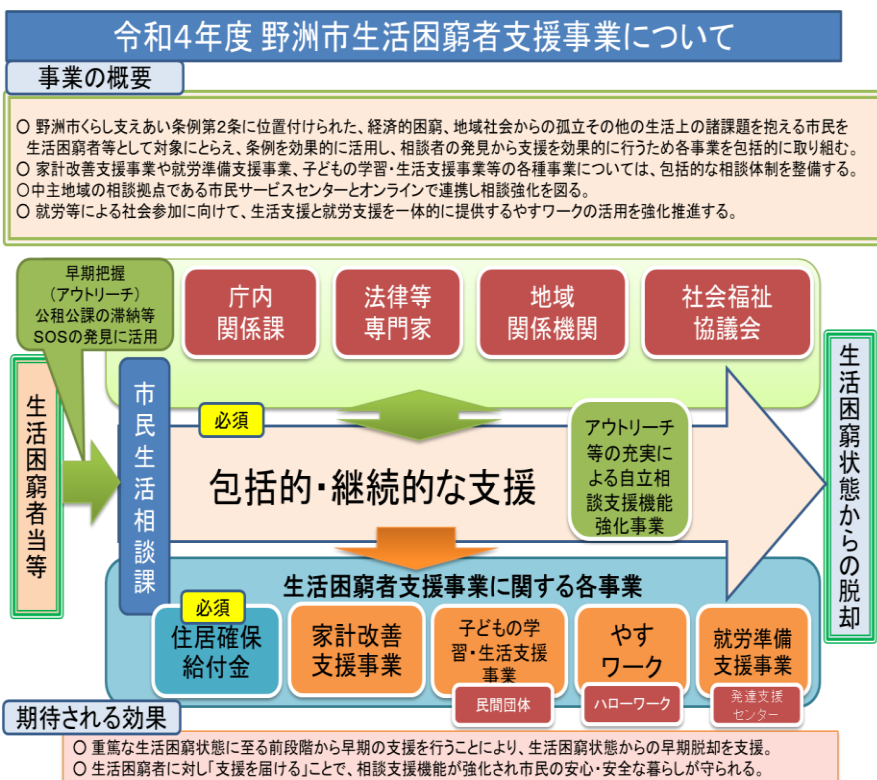 令和4年度 野洲市生活困窮者支援事業について
事業の概要
〇 野洲市くらし支えあい条例第2条に位置付けられた、経済的困窮、地域社会からの孤立その他の生活上の諸課題を抱える市民を
生活困窮者等として対象にとらえ、条例を効果的に活用し、相談者の発見から支援を効果的に行うため各事業を包括的に取り組む。
〇 家計改善支援事業や就労準備支援事業、子どもの学習・生活支援事業等の各種事業については、包括的な相談体制を整備する。
〇中主地域の相談拠点である市民サービスセンターとオンラインで連携し相談強化を図る。
〇 就労等による社会参加に向けて、生活支援と就労支援を一体的に提供するやすワークの活用を強化推進する。
早期把握
（アウトリーチ）
公租公課の滞納等
SOSの発見に活用
庁内
関係課
法律等
専門家
地域
関係機関
社会福祉
協議会
生活困窮者当等
市民生活相談課
必須
包括的・継続的な支援
アウトリーチ
等の充実に
よる自立相
談支援機能
強化事業
生活困窮状態からの脱却
生活困窮者支援事業に関する各事業
必須
住居確保
給付金
家計改善
支援事業
子どもの学
習・生活支援
事業
民間団体
やす
ワーク
ハローワーク
就労準備
支援事業
発達支援
センター
期待される効果
〇 重篤な生活困窮状態に至る前段階から早期の支援を行うことにより、生活困窮状態からの早期脱却を支援。
〇 生活困窮者に対し「支援を届ける」ことで、相談支援機能が強化され市民の安心・安全な暮らしが守られる。